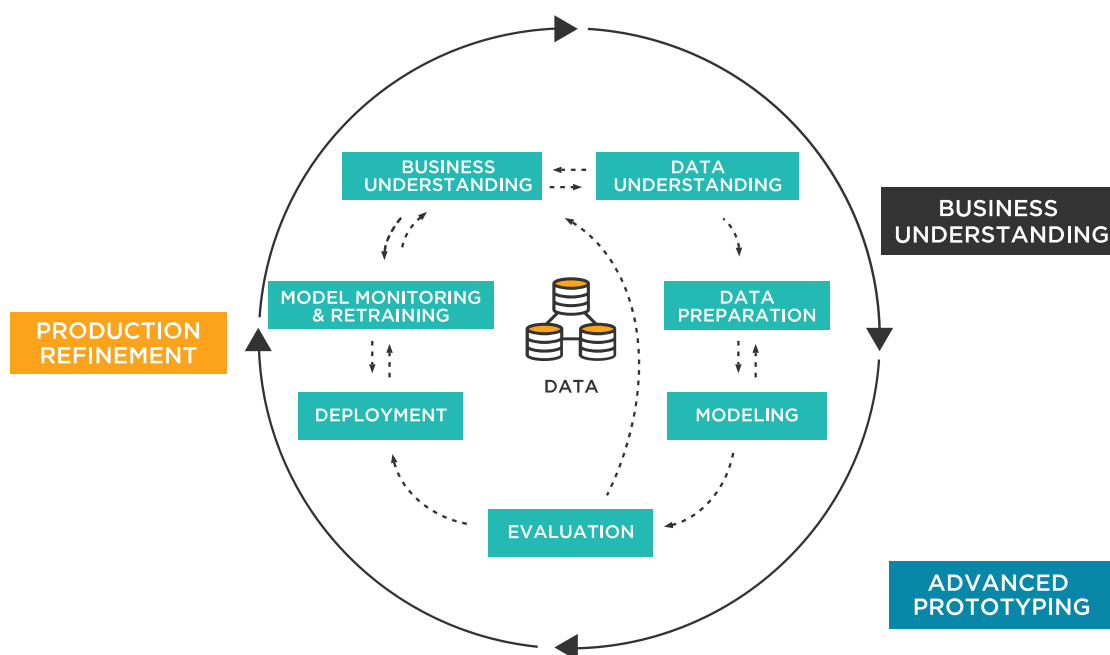 BUSINESS
UNDERSTANDING
DATA
UNDERSTANDING
BUSINESS
UNDERSTANDING
MODEL MONITORING
& RETRAINING
DATA
PREPARATION
PRODUCTION
REFINEMENT
DATA
DEPLOYMENT
MODELING
EVALUATION
ADVANCED
PROTOTYPING